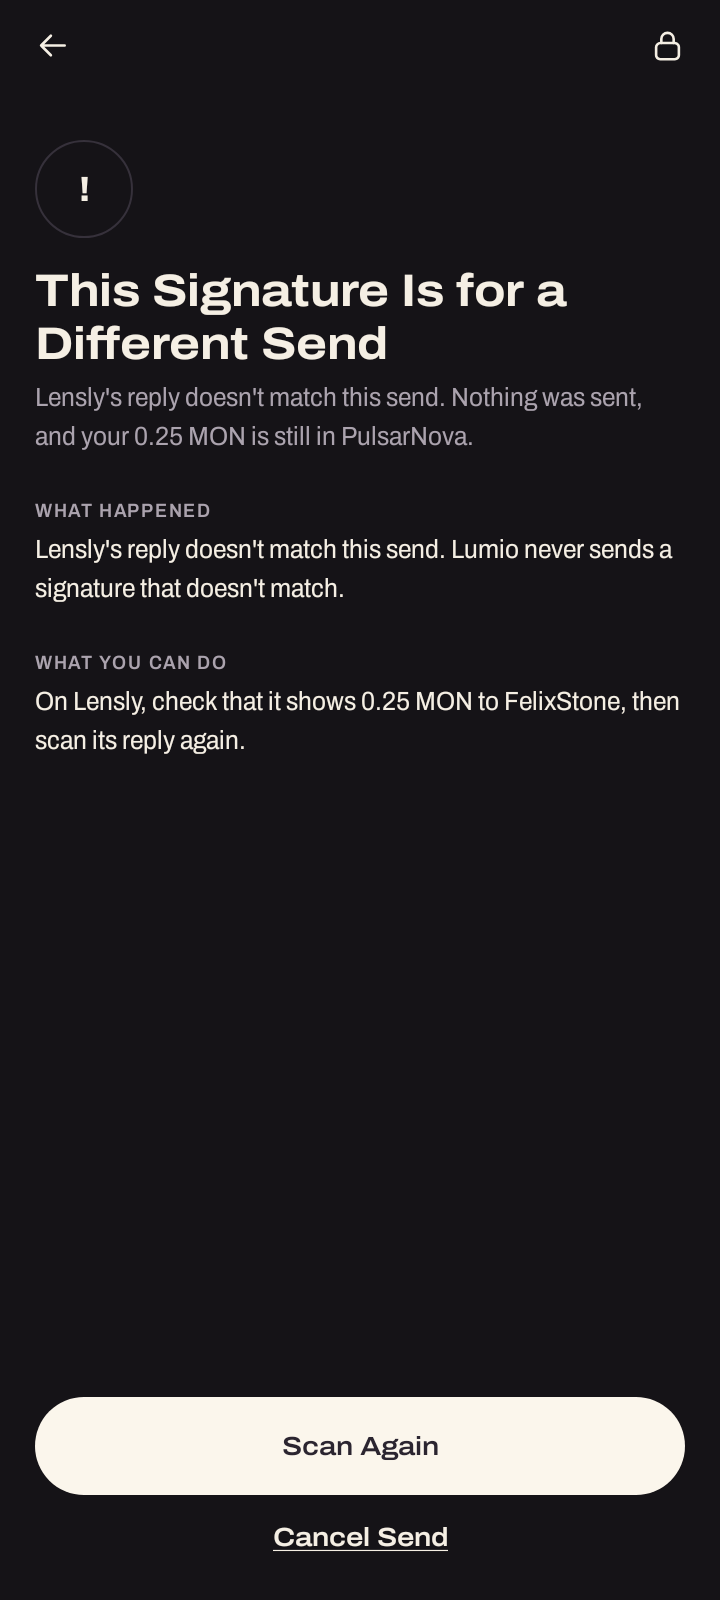 !
This Signature Is for a
Different Send
Lensly's reply doesn't match this send. Nothing was sent,
and your 0.25 MON is still in PulsarNova.
WHAT HAPPENED
Lensly's reply doesn't match this send. Lumio never sends a
signature that doesn't match.
WHAT YOU CAN DO
On Lensly, check that it shows 0.25 MON to FelixStone, then
scan its reply again.
Scan Again
Cancel Send